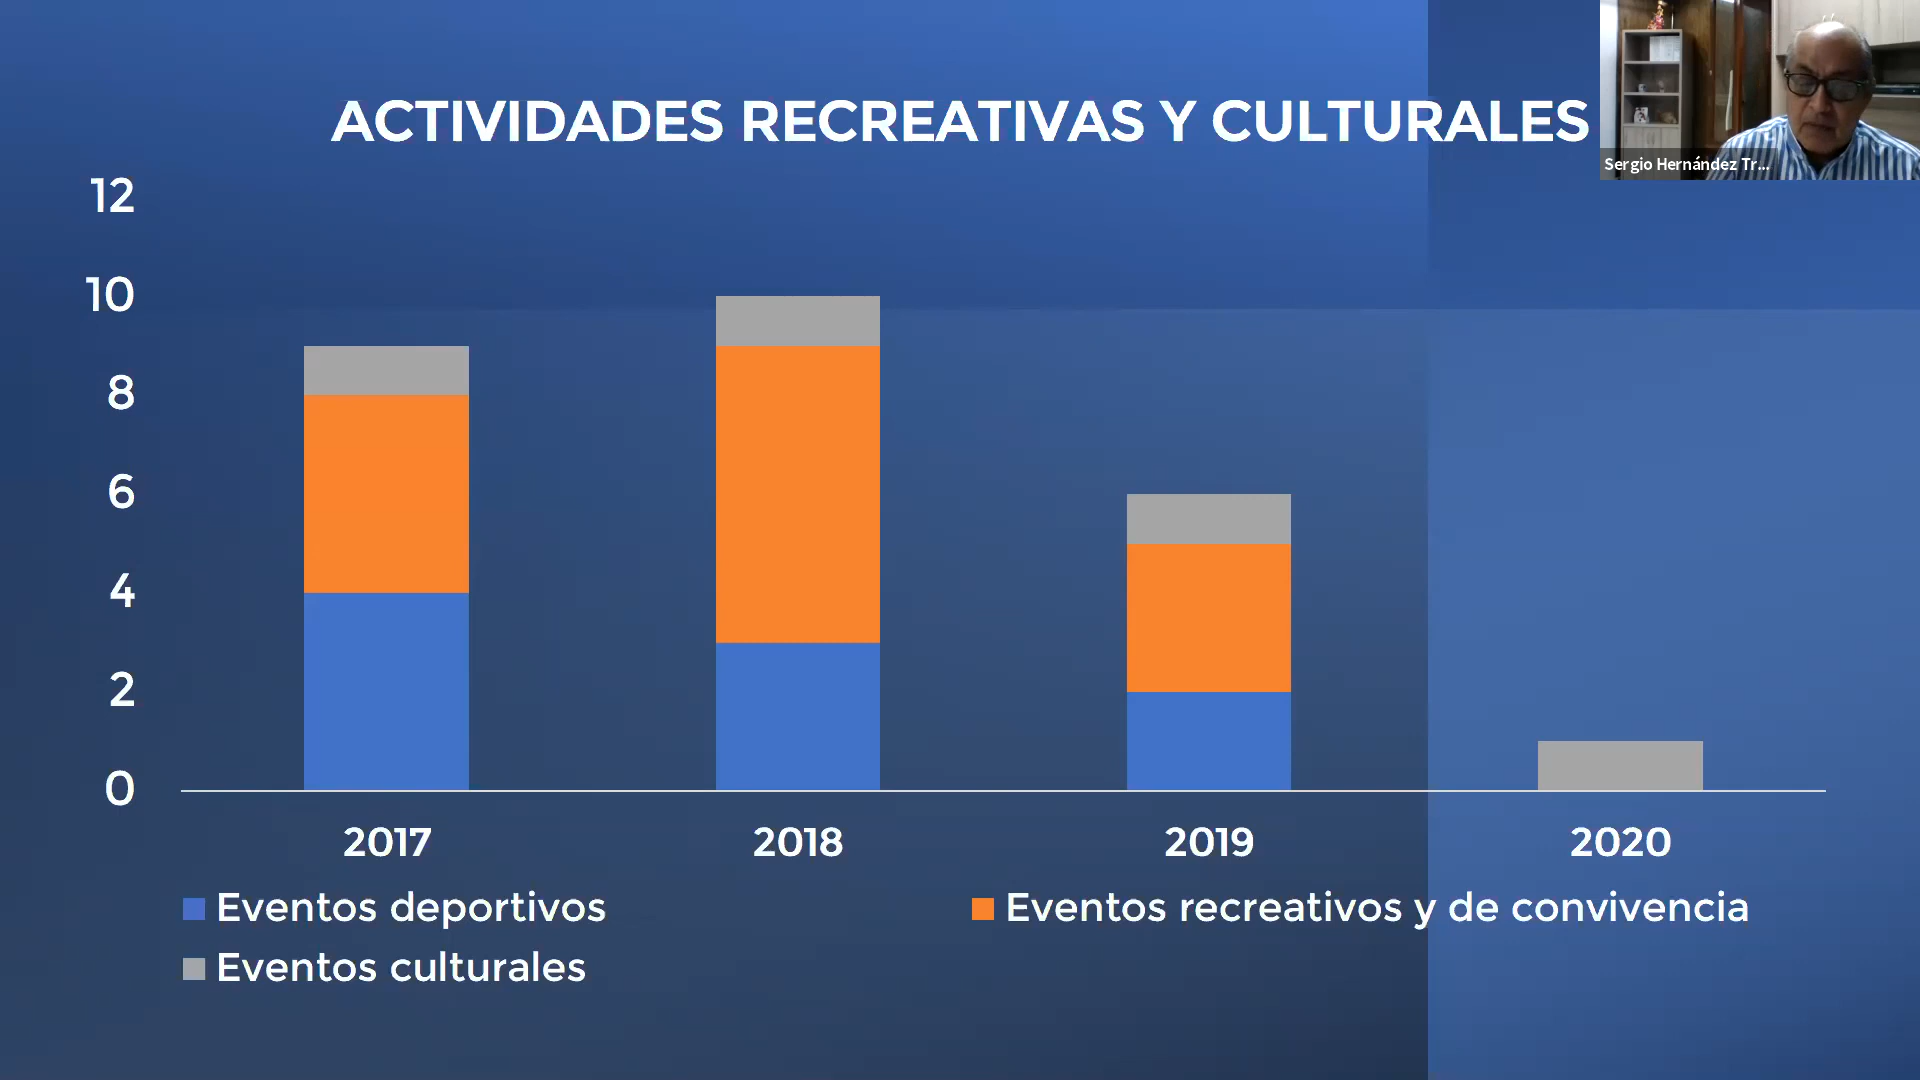 ACTIVIDADES RECREATIVAS Y CULTURALES
Sergio Hernández Tr...
12
10
8
6
4
2
0
2017 2018 2019 2020
Eventos deportivos Eventos recreativos y de convivencia
Eventos culturales